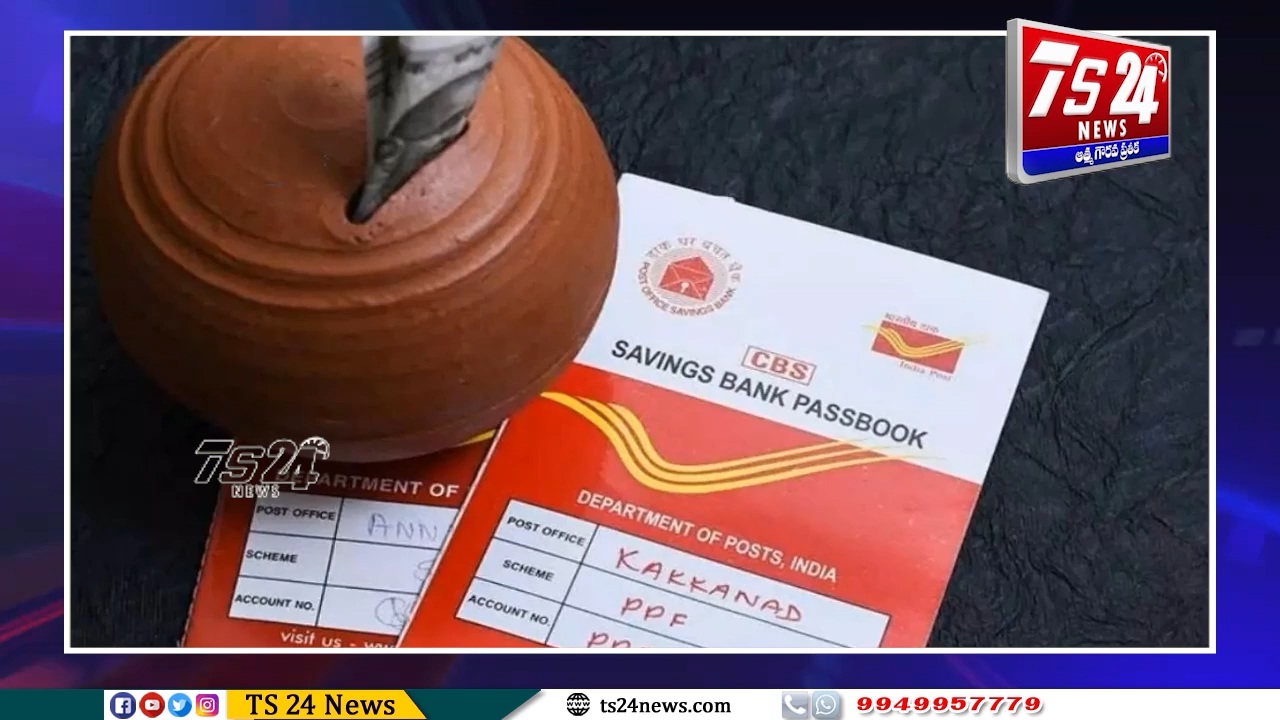 TS 24
NEWS
ఆత్మ గౌరవ ప్రతీక
डाक घर बचत बैंक
POST OFFICE SAVINGS BANK
भारतीय डाक
India Post
CBS
SAVINGS BANK PASSBOOK
DEPARTMENT OF POSTS, INDIA
POST OFFICE KAKKANAD
SCHEME PPF
ACCOUNT NO.
TS 24
NEWS
DEPARTMENT OF
POST OFFICE
SCHEME
ACCOUNT NO.
visit us -
TS 24 News
ts24news.com
9949957779